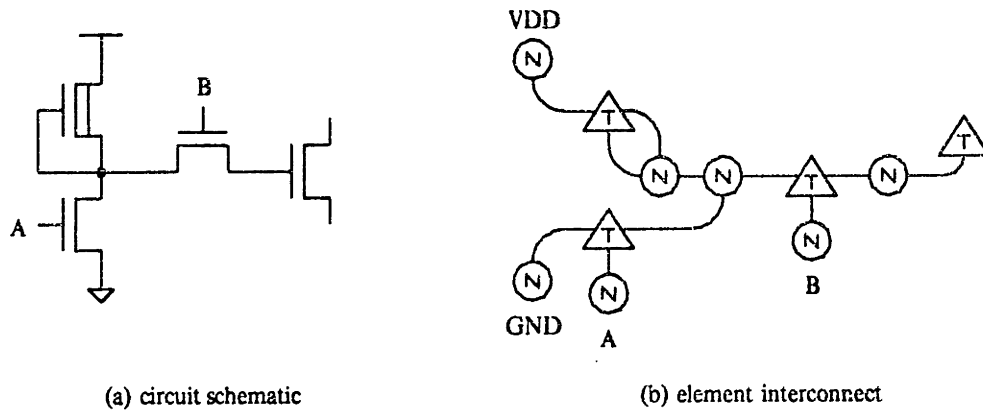 VDD
N
B
T
T
N
N
T
N
A
T
N
N
N
B
GND
A
(a) circuit schematic
(b) element interconnect